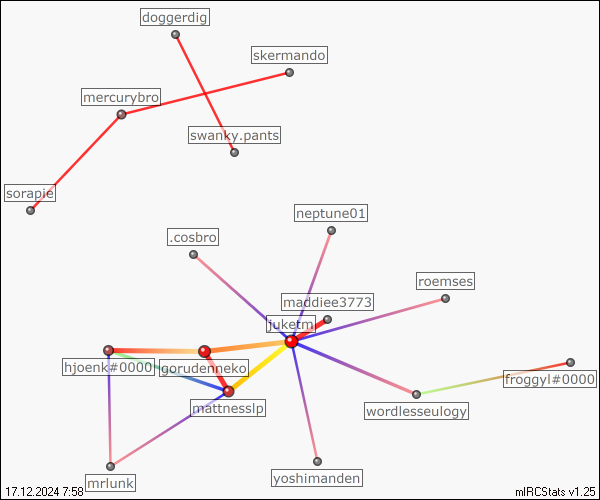 doggerdig
skermando
mercurybro
swanky.pants
sorapie
neptune01
.cosbro
roemses
maddiee3773
juketm
hjoenk#0000
gorudenneko
froggyl#0000
mattnesslp
wordlesseulogy
mrlunk
yoshimanden
17.12.2024 7:58
mIRCStats v1.25